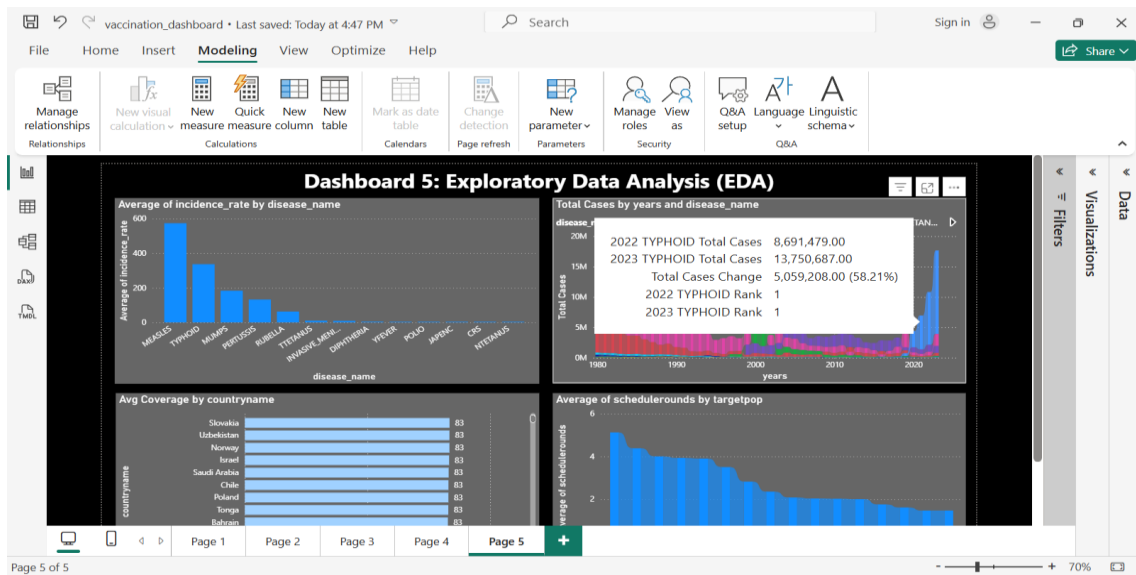 vaccination_dashboard • Last saved: Today at 4:47 PM
Search
Sign in
File Home Insert Modeling View Optimize Help
Share
Manage relationships
New visual calculation
New measure
Quick measure
New column
New table
Mark as date table
Change detection
New parameter
Manage roles
View as
Q&A setup
Language
Linguistic schema
Relationships
Calculations
Calendars
Page refresh
Parameters
Security
Q&A
DAX
TMDL
Dashboard 5: Exploratory Data Analysis (EDA)
Average of incidence_rate by disease_name
Average of incidence_rate
600
400
200
0
MEASLES
TYPHOID
MUMPS
PERTUSSIS
RUBELLA
TTETANUS
INVASIVE_MENI...
DIPHTHERIA
YFEVER
POLIO
JAPENC
CRS
NTETANUS
disease_name
Total Cases by years and disease_name
TAN...
2022 TYPHOID Total Cases 8,691,479.00
2023 TYPHOID Total Cases 13,750,687.00
Total Cases Change 5,059,208.00 (58.21%)
2022 TYPHOID Rank 1
2023 TYPHOID Rank 1
Total Cases
20M
15M
10M
5M
0M
1980 1990 2000 2010 2020
years
Avg Coverage by countryname
countryname
Slovakia 83
Uzbekistan 83
Norway 83
Israel 83
Saudi Arabia 83
Chile 83
Poland 83
Tonga 83
Bahrain 83
Average of schedulerounds by targetpop
6
4
2
Filters
Visualizations
Data
Page 1
Page 2
Page 3
Page 4
Page 5
Page 5 of 5
70%